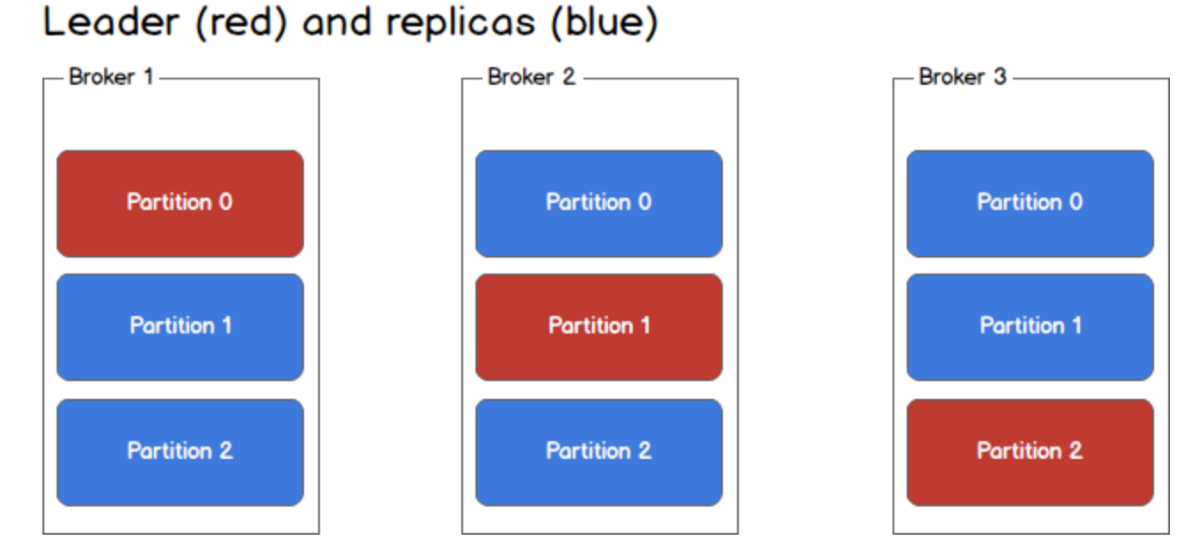 Leader (red) and replicas (blue)
Broker 1
Partition 0
Partition 1
Partition 2
Broker 2
Partition 0
Partition 1
Partition 2
Broker 3
Partition 0
Partition 1
Partition 2